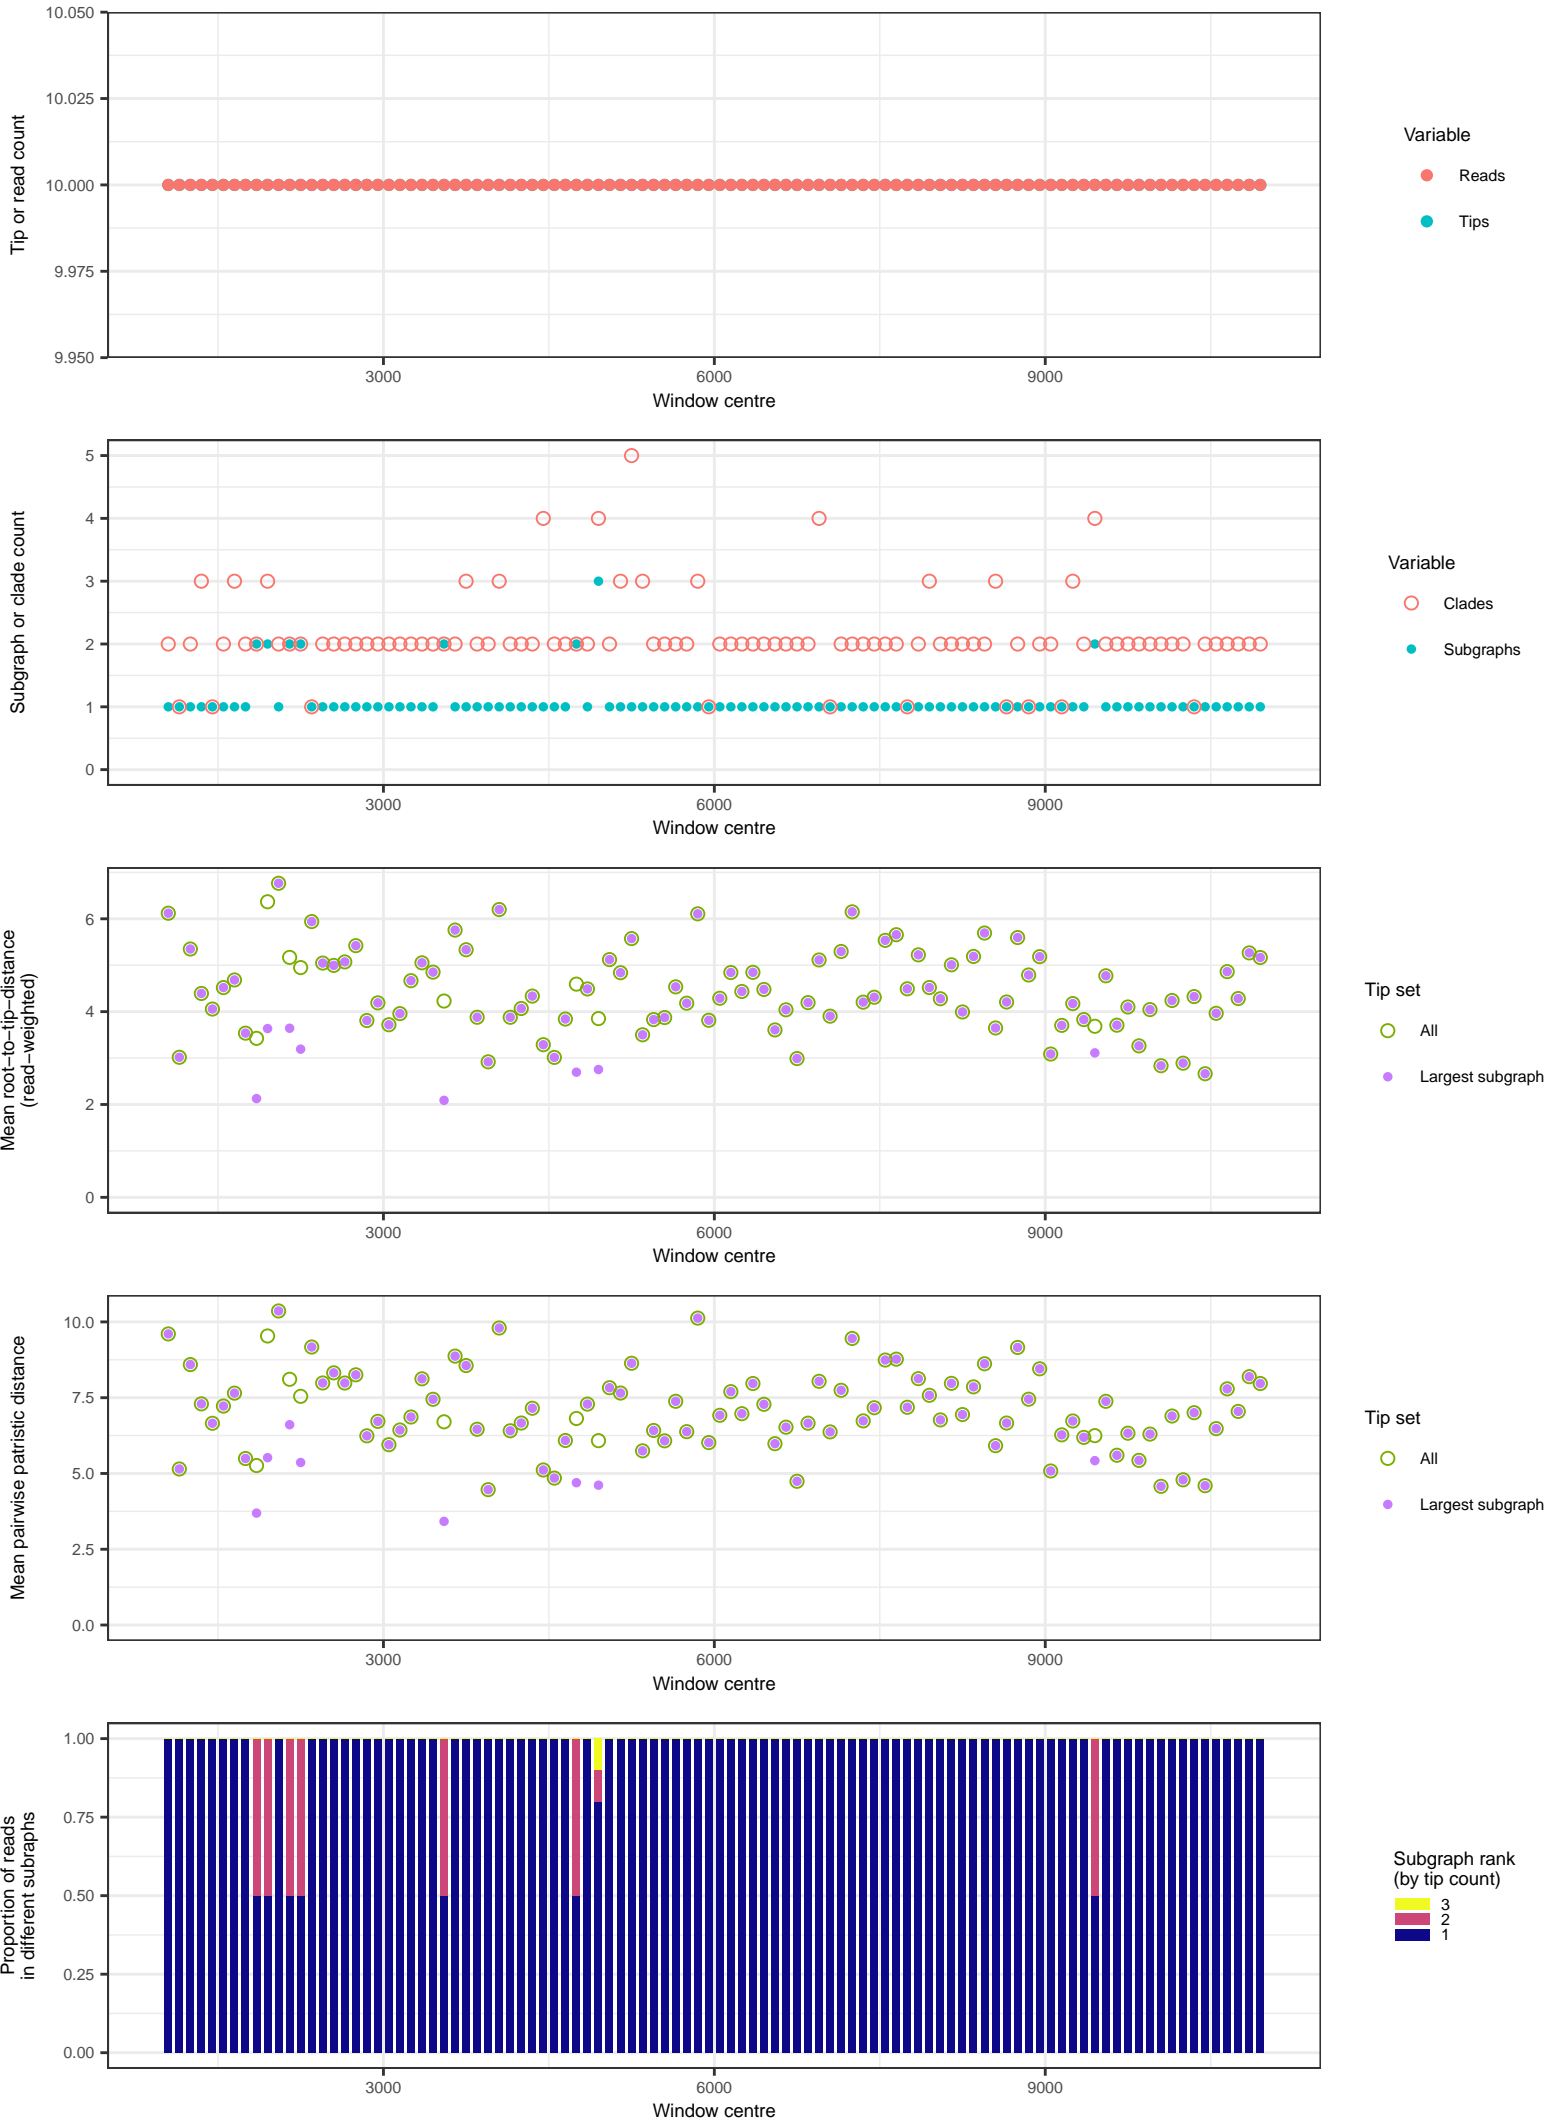 10.050
10.025
10.000
9.975
9.950
Tip or read count
3000
6000
9000
Window centre
Variable
Reads
Tips
5
4
3
2
1
0
Subgraph or clade count
3000
6000
9000
Window centre
Variable
Clades
Subgraphs
6
4
2
0
Mean root−to−tip−distance
(read−weighted)
3000
6000
9000
Window centre
Tip set
All
Largest subgraph
10.0
7.5
5.0
2.5
0.0
Mean pairwise patristic distance
3000
6000
9000
Window centre
Tip set
All
Largest subgraph
1.00
0.75
0.50
0.25
0.00
Proportion of reads
in different subraphs
3000
6000
9000
Window centre
Subgraph rank
(by tip count)
3
2
1